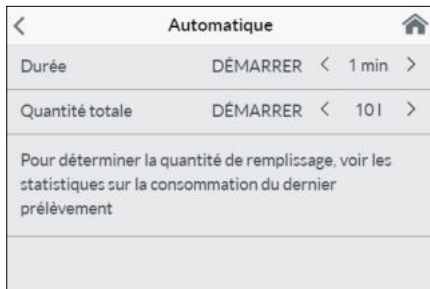 Automatique
Durée DÉMARRER < 1 min >
Quantité totale DÉMARRER < 10 l >
Pour déterminer la quantité de remplissage, voir les
statistiques sur la consommation du dernier
prélèvement